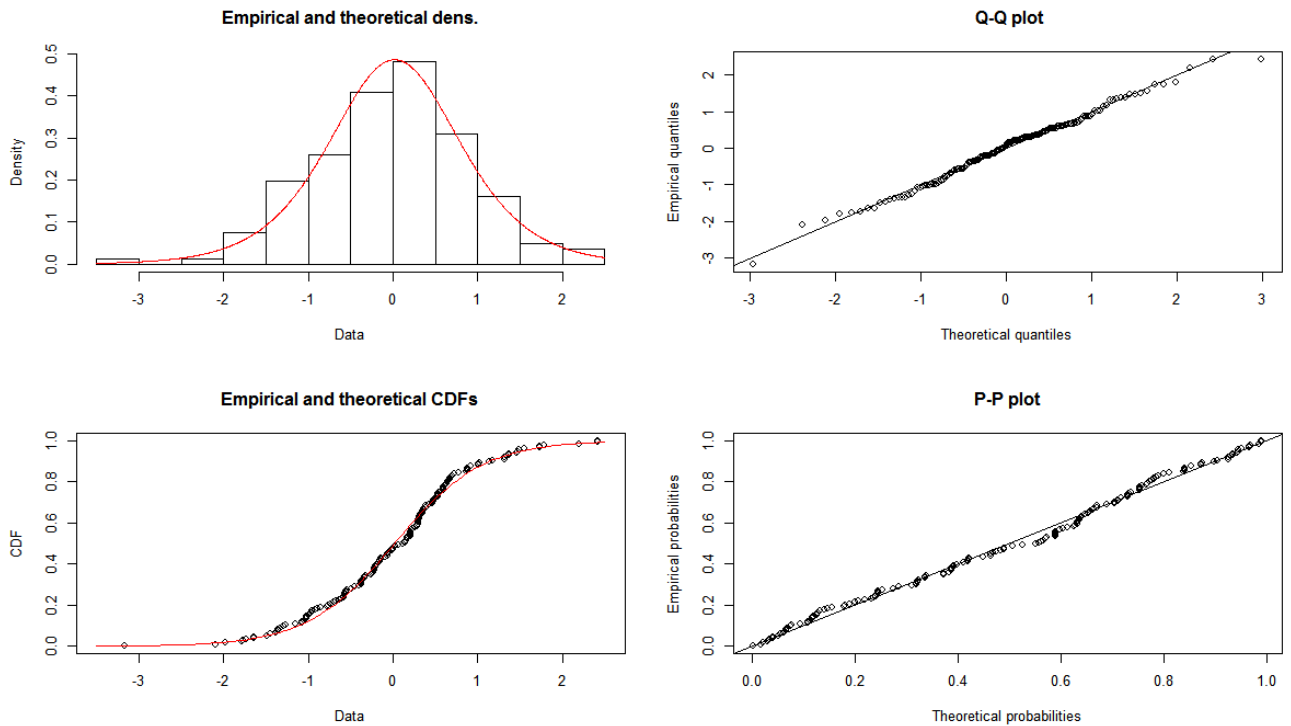 Empirical and theoretical dens.
Density
0.0 0.1 0.2 0.3 0.4 0.5
-3 -2 -1 0 1 2
Data
Q-Q plot
Empirical quantiles
-3 -2 -1 0 1 2
-3 -2 -1 0 1 2 3
Theoretical quantiles
Empirical and theoretical CDFs
CDF
0.0 0.2 0.4 0.6 0.8 1.0
-3 -2 -1 0 1 2
Data
P-P plot
Empirical probabilities
0.0 0.2 0.4 0.6 0.8 1.0
0.0 0.2 0.4 0.6 0.8 1.0
Theoretical probabilities